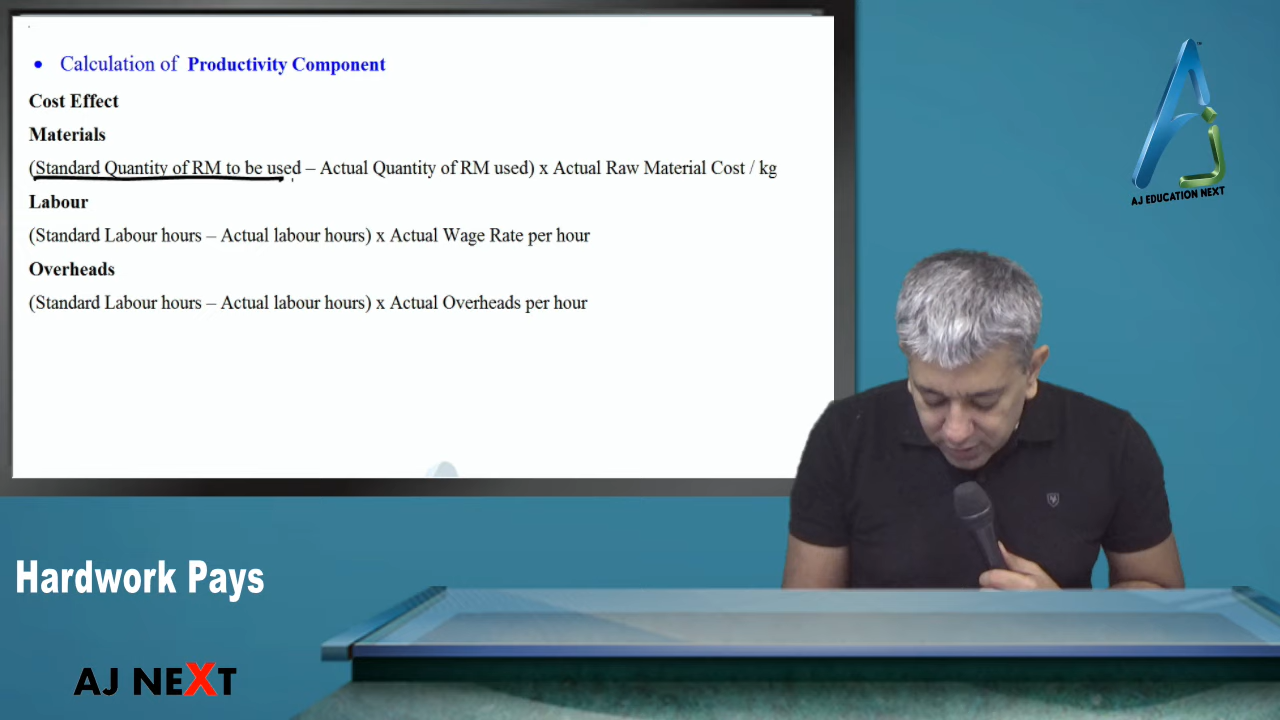 • Calculation of Productivity Component
Cost Effect
Materials
(Standard Quantity of RM to be used – Actual Quantity of RM used) x Actual Raw Material Cost / kg
Labour
(Standard Labour hours – Actual labour hours) x Actual Wage Rate per hour
Overheads
(Standard Labour hours – Actual labour hours) x Actual Overheads per hour
AJ EDUCATION NEXT
Hardwork Pays
AJ NEXT